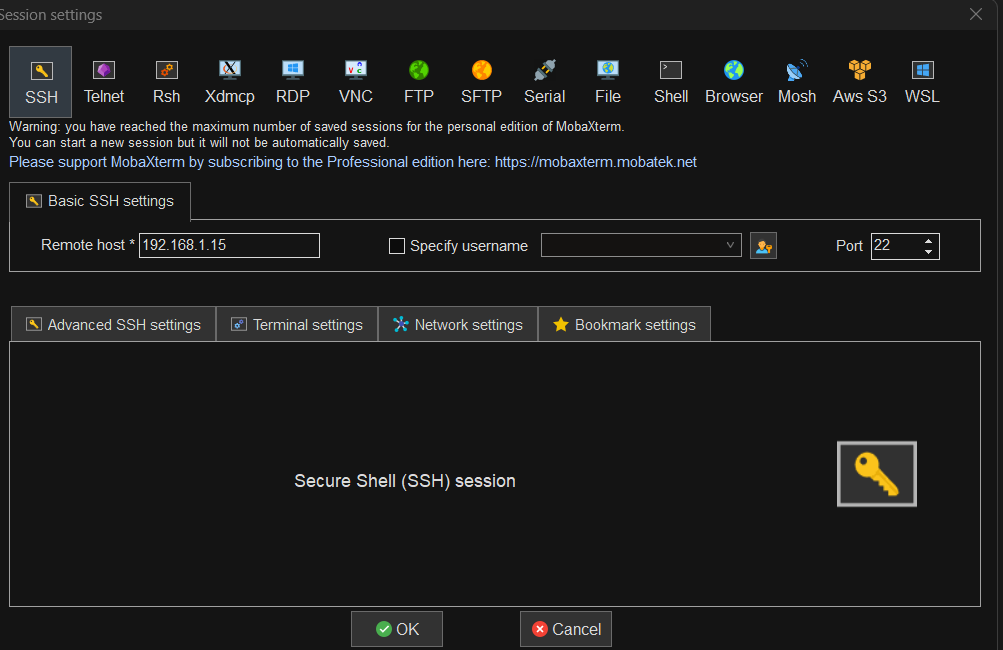 Session settings
SSH Telnet Rsh Xdmcp RDP VNC FTP SFTP Serial File Shell Browser Mosh Aws S3 WSL
Warning: you have reached the maximum number of saved sessions for the personal edition of MobaXterm.
You can start a new session but it will not be automatically saved.
Please support MobaXterm by subscribing to the Professional edition here: https://mobaxterm.mobatek.net
Basic SSH settings
Remote host * 192.168.1.15 Specify username Port 22
Advanced SSH settings Terminal settings Network settings Bookmark settings
Secure Shell (SSH) session
OK Cancel